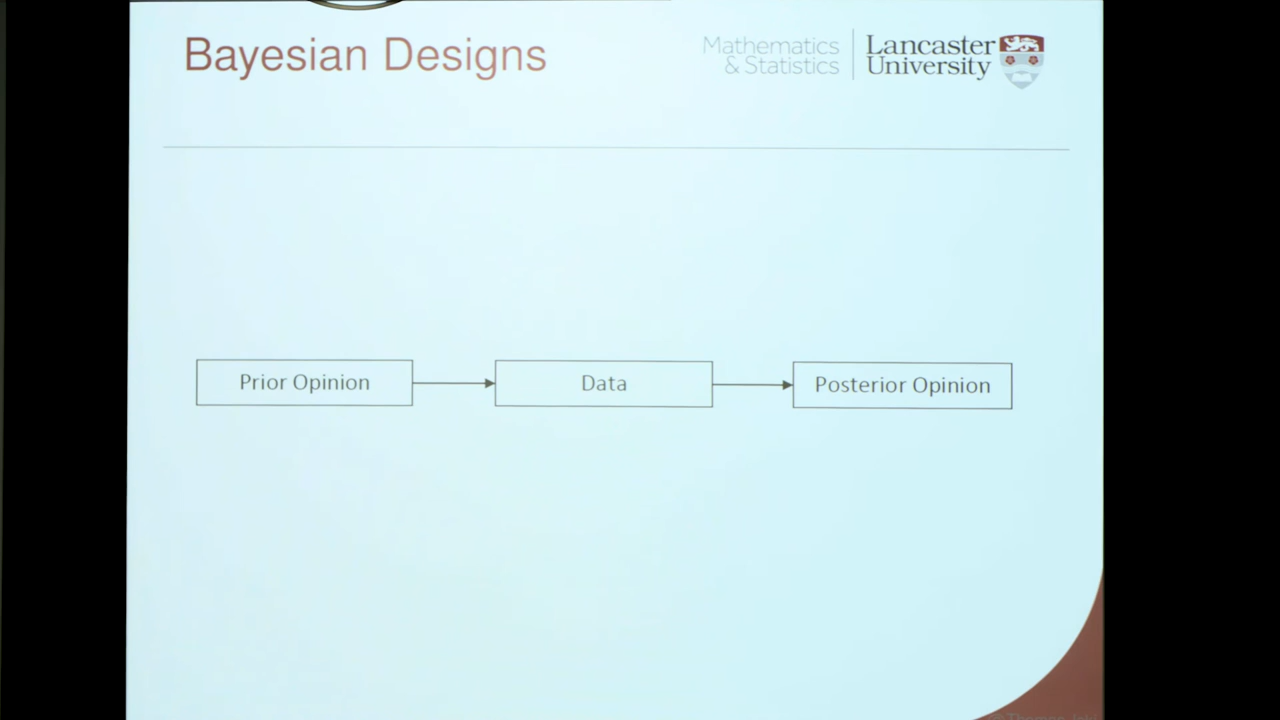 Bayesian Designs
Mathematics
& Statistics
Lancaster
University
Prior Opinion
Data
Posterior Opinion